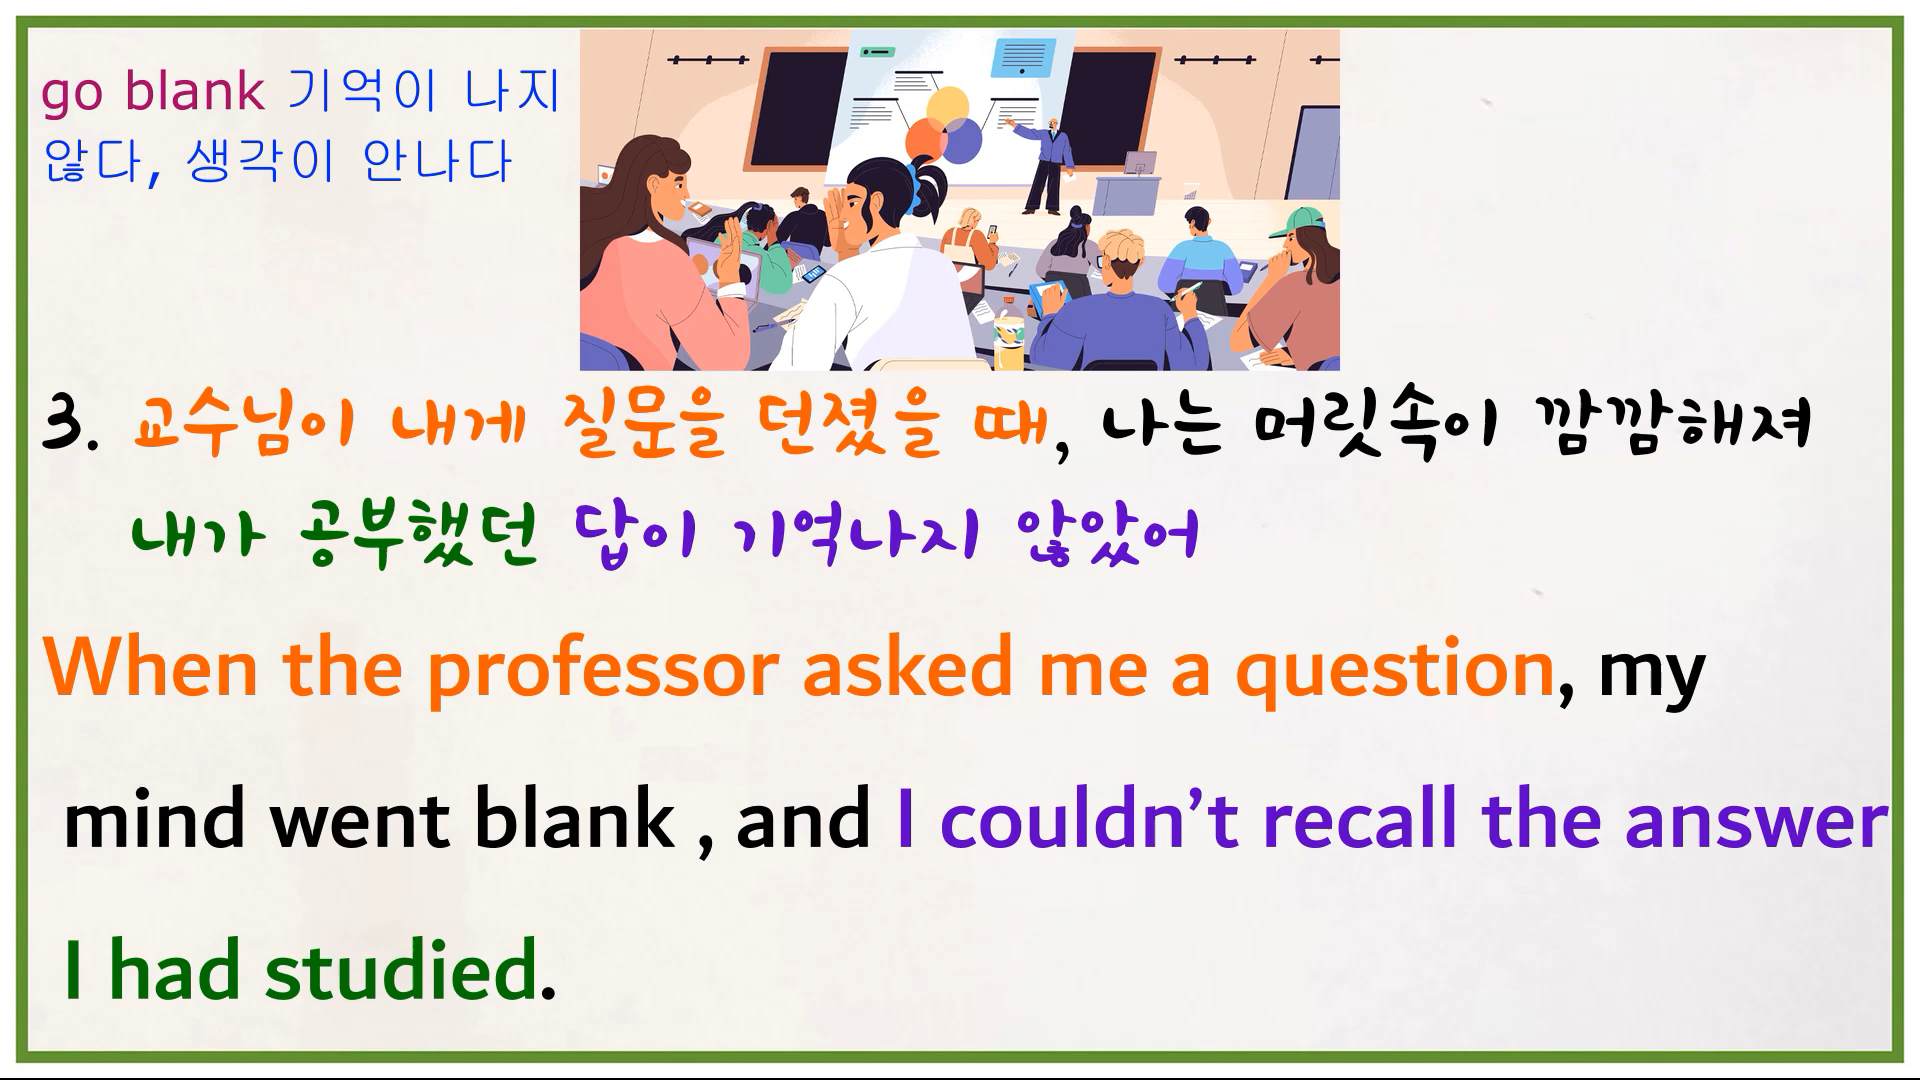 go blank 기억이 나지
않다, 생각이 안나다
3. 교수님이 내게 질문을 던졌을 때, 나는 머릿속이 깜깜해져
내가 공부했던 답이 기억나지 않았어
When the professor asked me a question, my
mind went blank , and I couldn’t recall the answer
I had studied.